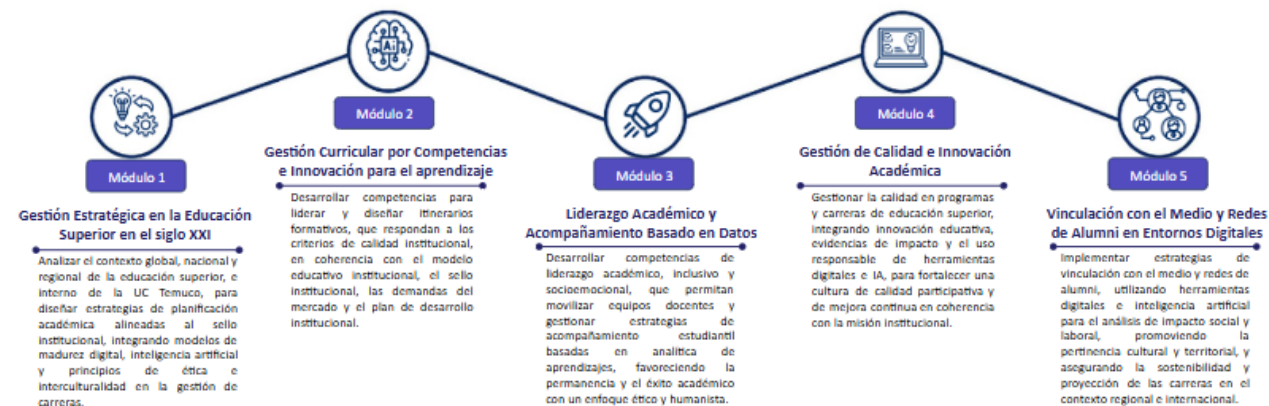 Módulo 1
Gestión Estratégica en la Educación
Superior en el siglo XXI
Analizar el contexto global, nacional y
regional de la educación superior, e
interno de la UC Temuco, para
diseñar estrategias de planificación
académica alineadas al sello
institucional, integrando modelos de
madurez digital, inteligencia artificial
y principios de ética e
interculturalidad en la gestión de
carreras.
Ai
Módulo 2
Gestión Curricular por Competencias
e Innovación para el aprendizaje
Desarrollar competencias para
liderar y diseñar itinerarios
formativos, que respondan a los
criterios de calidad institucional,
en coherencia con el modelo
educativo institucional, el sello
institucional, las demandas del
mercado y el plan de desarrollo
institucional.
Módulo 3
Liderazgo Académico y
Acompañamiento Basado en Datos
Desarrollar competencias de
liderazgo académico, inclusivo y
socioemocional, que permitan
movilizar equipos docentes y
gestionar estrategias de
acompañamiento estudiantil
basadas en analítica de
aprendizajes, favoreciendo la
permanencia y el éxito académico
con un enfoque ético y humanista.
Módulo 4
Gestión de Calidad e Innovación
Académica
Gestionar la calidad en programas
y carreras de educación superior,
integrando innovación educativa,
evidencias de impacto y el uso
responsable de herramientas
digitales e IA, para fortalecer una
cultura de calidad participativa y
de mejora continua en coherencia
con la misión institucional.
Módulo 5
Vinculación con el Medio y Redes
de Alumni en Entornos Digitales
Implementar estrategias de
vinculación con el medio y redes de
alumni, utilizando herramientas
digitales e inteligencia artificial
para el análisis de impacto social y
laboral, promoviendo la
pertinencia cultural y territorial, y
asegurando la sostenibilidad y
proyección de las carreras en el
contexto regional e internacional.